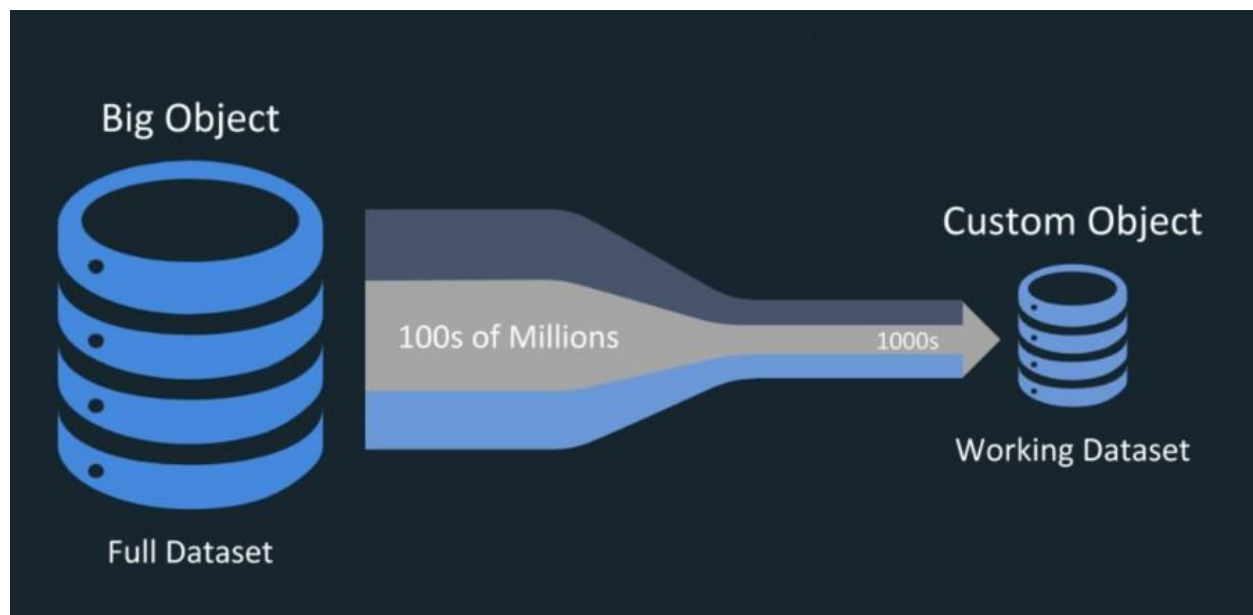 Big Object
Full Dataset
100s of Millions
1000s
Custom Object
Working Dataset